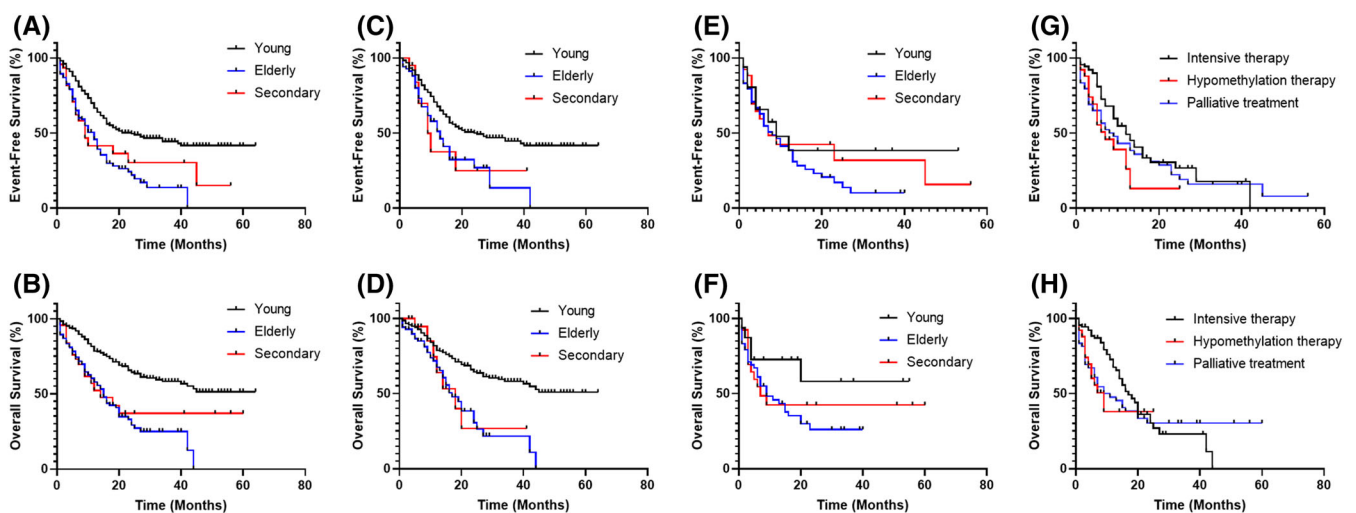 (A)
Event-Free Survival (%)
100
50
0
0 20 40 60 80
Time (Months)
Young
Elderly
Secondary
(C)
Event-Free Survival (%)
100
50
0
0 20 40 60 80
Time (Months)
Young
Elderly
Secondary
(E)
Event-Free Survival (%)
100
50
0
0 20 40 60
Time (Months)
Young
Elderly
Secondary
(G)
Event-Free Survival (%)
100
50
0
0 20 40 60
Time (Months)
Intensive therapy
Hypomethylation therapy
Palliative treatment
(B)
Overall Survival (%)
100
50
0
0 20 40 60 80
Time (Months)
Young
Elderly
Secondary
(D)
Overall Survival (%)
100
50
0
0 20 40 60 80
Time (Months)
Young
Elderly
Secondary
(F)
Overall Survival (%)
100
50
0
0 20 40 60 80
Time (Months)
Young
Elderly
Secondary
(H)
Overall Survival (%)
100
50
0
0 20 40 60 80
Time (Months)
Intensive therapy
Hypomethylation therapy
Palliative treatment